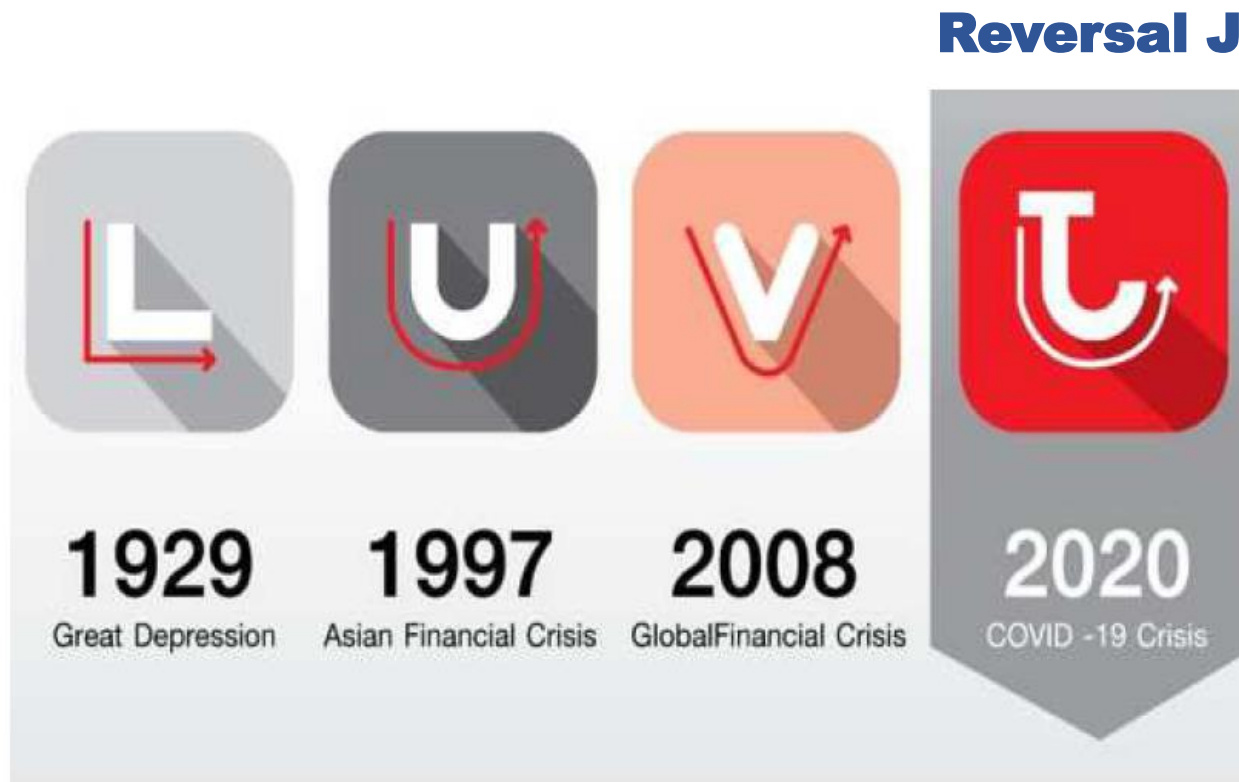 Reversal J
L U V J
1929 1997 2008 2020
Great Depression Asian Financial Crisis GlobalFinancial Crisis COVID -19 Crisis